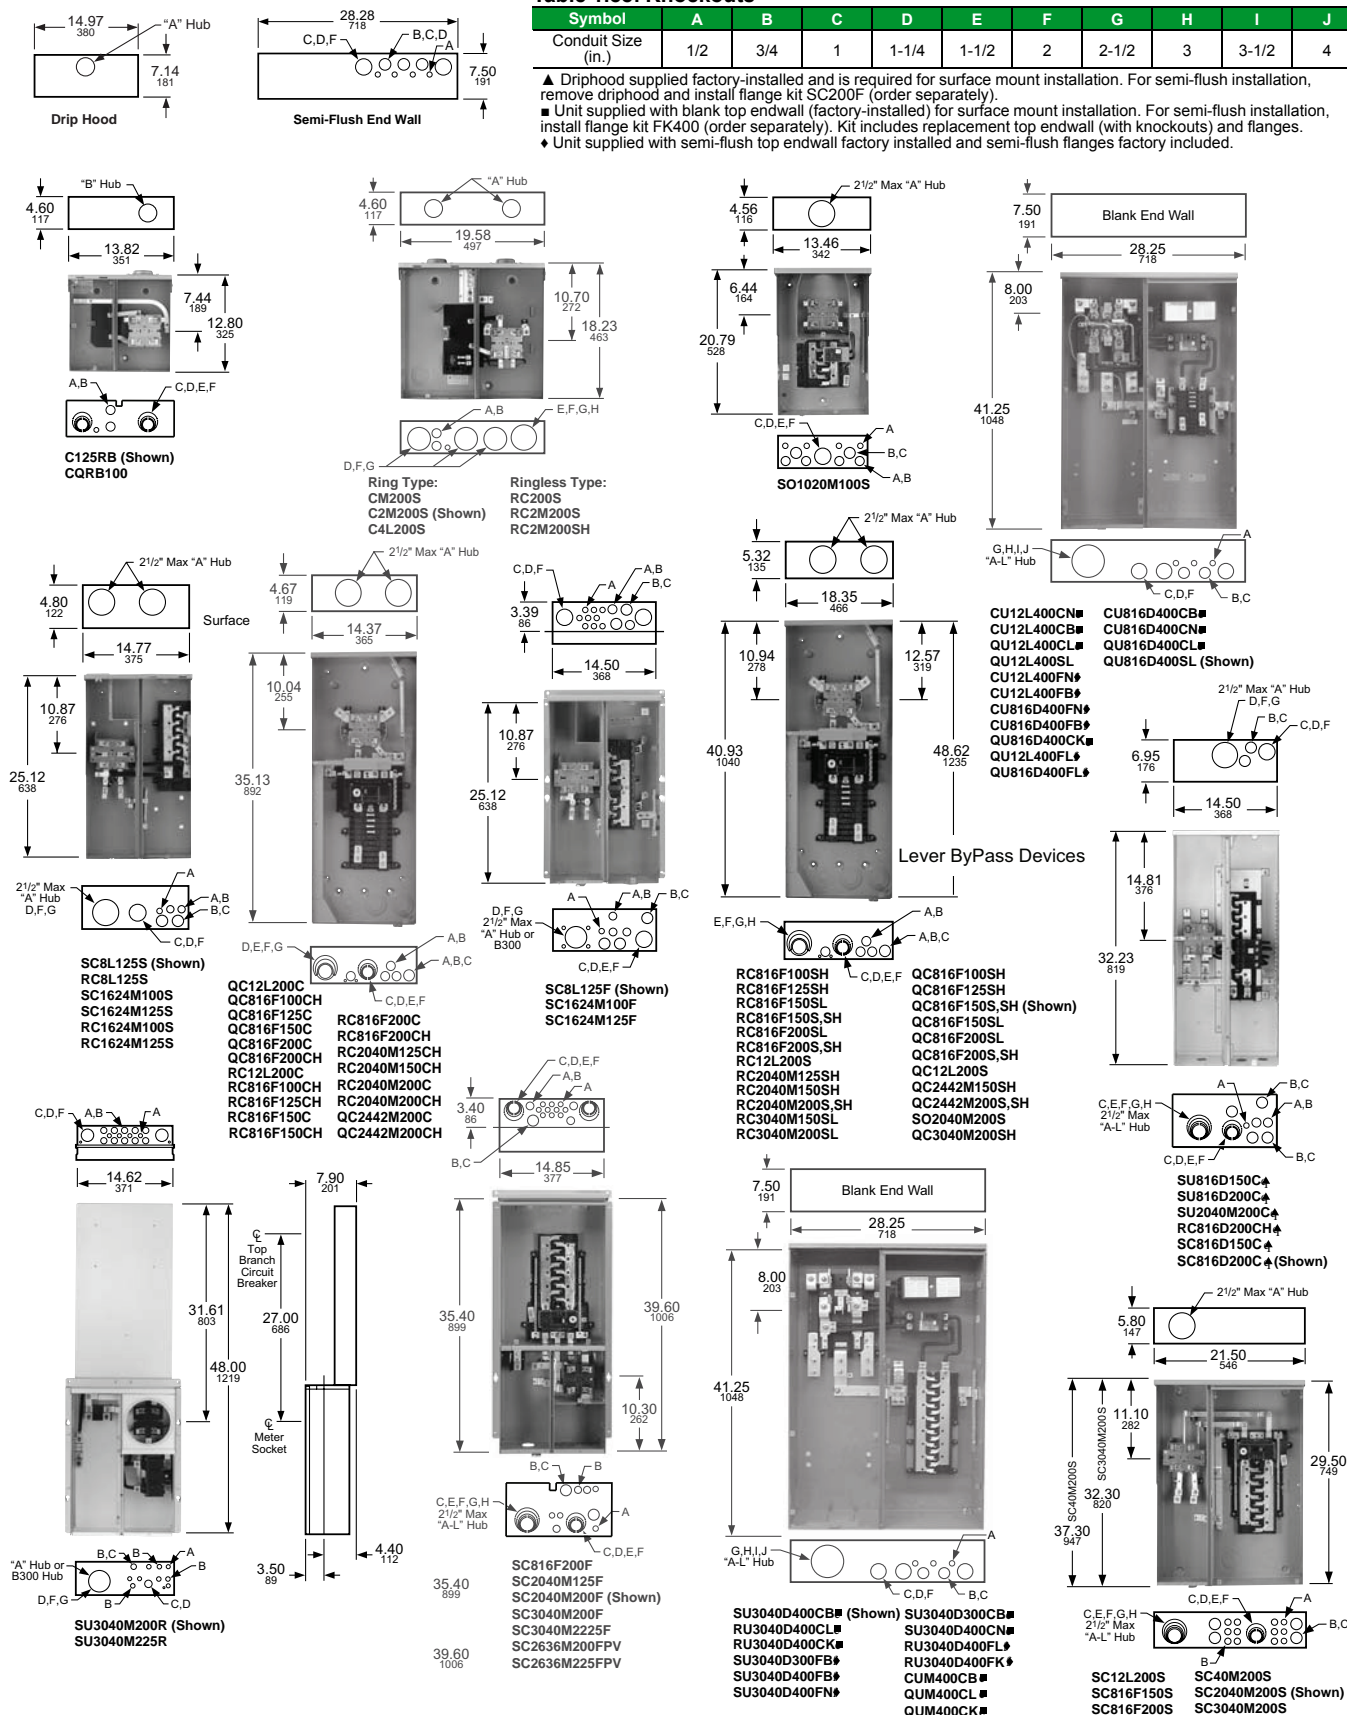 Symbol A B C D E F G H I J
Conduit Size (in.) 1/2 3/4 1 1-1/4 1-1/2 2 2-1/2 3 3-1/2 4
▲ Driphood supplied factory-installed and is required for surface mount installation. For semi-flush installation,
remove driphood and install flange kit SC200F (order separately).
■ Unit supplied with blank top endwall (factory-installed) for surface mount installation. For semi-flush installation,
install flange kit FK400 (order separately). Kit includes replacement top endwall (with knockouts) and flanges.
♦ Unit supplied with semi-flush top endwall factory installed and semi-flush flanges factory included.
14.97
380
"A" Hub
7.14
181
Drip Hood
28.28
718
C,D,F
B,C,D
A
7.50
191
Semi-Flush End Wall
"B" Hub
4.60
117
13.82
351
7.44
189
12.80
325
A,B
C,D,E,F
C125RB (Shown)
CQRB100
"A" Hub
4.60
117
19.58
497
10.70
272
18.23
463
A,B
E,F,G,H
D,F,G
Ring Type:
CM200S
C2M200S (Shown)
C4L200S
Ringless Type:
RC200S
RC2M200S
RC2M200SH
21/2" Max "A" Hub
4.56
116
13.46
342
6.44
164
20.79
528
C,D,E,F
A
B,C
A,B
SO1020M100S
7.50
191
Blank End Wall
28.25
718
8.00
203
41.25
1048
G,H,I,J
"A-L" Hub
A
C,D,F
B,C
CU12L400CN■
CU12L400CB■
QU12L400CL■
QU12L400SL
CU12L400FN♦
CU12L400FB♦
CU816D400FN♦
CU816D400FB♦
QU816D400CK■
QU12L400FL♦
QU816D400FL♦
CU816D400CB■
CU816D400CN■
QU816D400CL■
QU816D400SL (Shown)
21/2" Max "A" Hub
4.80
122
Surface
14.77
375
10.87
276
25.12
638
21/2" Max
"A" Hub
D,F,G
A
A,B
B,C
C,D,F
SC8L125S (Shown)
RC8L125S
SC1624M100S
SC1624M125S
RC1624M100S
RC1624M125S
21/2" Max "A" Hub
4.67
119
14.37
365
10.04
255
35.13
892
D,E,F,G
A,B
A,B,C
C,D,E,F
QC12L200C
QC816F100CH
QC816F125C
QC816F150C
QC816F200C
QC816F200CH
RC12L200C
RC816F100CH
RC816F125CH
RC816F150C
RC816F150CH
RC816F200C
RC816F200CH
RC2040M125CH
RC2040M150CH
RC2040M200C
RC2040M200CH
QC2442M200C
QC2442M200CH
C,D,F
A
A,B
B,C
3.39
86
14.50
368
10.87
276
25.12
638
A
A,B
B,C
D,F,G
21/2" Max
"A" Hub or
B300
C,D,E,F
SC8L125F (Shown)
SC1624M100F
SC1624M125F
21/2" Max "A" Hub
5.32
135
18.35
466
10.94
278
12.57
319
40.93
1040
48.62
1235
Lever ByPass Devices
E,F,G,H
A,B
A,B,C
C,D,E,F
RC816F100SH
RC816F125SH
RC816F150SL
RC816F150S,SH
RC816F200SL
RC816F200S,SH
RC12L200S
RC2040M125SH
RC2040M150SH
RC2040M200S,SH
RC3040M150SL
RC3040M200SL
QC816F100SH
QC816F125SH
QC816F150S,SH (Shown)
QC816F150SL
QC816F200SL
QC816F200S,SH
QC12L200S
QC2442M150SH
QC2442M200S,SH
SO2040M200S
QC3040M200SH
21/2" Max "A" Hub
D,F,G
B,C
C,D,F
6.95
176
14.50
368
14.81
376
32.23
819
A
B,C
A,B
C,E,F,G,H
21/2" Max
"A-L" Hub
C,D,E,F
B,C
SU816D150C▲
SU816D200C▲
SU2040M200C▲
RC816D200CH▲
SC816D150C▲
SC816D200C▲(Shown)
C,D,F
A,B
A
14.62
371
7.90
201
℄
Top
Branch
Circuit
Breaker
27.00
686
31.61
803
48.00
1219
℄
Meter
Socket
3.50
89
4.40
112
B,C
B
A
B
"A" Hub or
B300 Hub
D,F,G
B
C,D
SU3040M200R (Shown)
SU3040M225R
C,D,E,F
A,B
A
3.40
86
B,C
14.85
377
35.40
899
39.60
1006
10.30
262
B,C
B
C,E,F,G,H
21/2" Max
"A-L" Hub
A
C,D,E,F
35.40
899
39.60
1006
SC816F200F
SC2040M125F
SC2040M200F (Shown)
SC3040M200F
SC3040M2225F
SC2636M200FPV
SC2636M225FPV
7.50
191
Blank End Wall
28.25
718
8.00
203
41.25
1048
G,H,I,J
"A-L" Hub
A
C,D,F
B,C
SU3040D400CB■ (Shown)
RU3040D400CL■
RU3040D400CK■
SU3040D300FB♦
SU3040D400FB♦
SU3040D400FN♦
SU3040D300CB■
SU3040D400CN■
RU3040D400FL♦
RU3040D400FK♦
CUM400CB■
QUM400CL■
QUM400CK■
21/2" Max "A" Hub
5.80
147
21.50
546
SC40M200S
SC3040M200S
11.10
282
32.30
820
37.30
947
29.50
749
C,E,F,G,H
21/2" Max
"A-L" Hub
C,D,E,F
A
B,C
B
SC12L200S
SC816F150S
SC816F200S
SC40M200S
SC2040M200S (Shown)
SC3040M200S